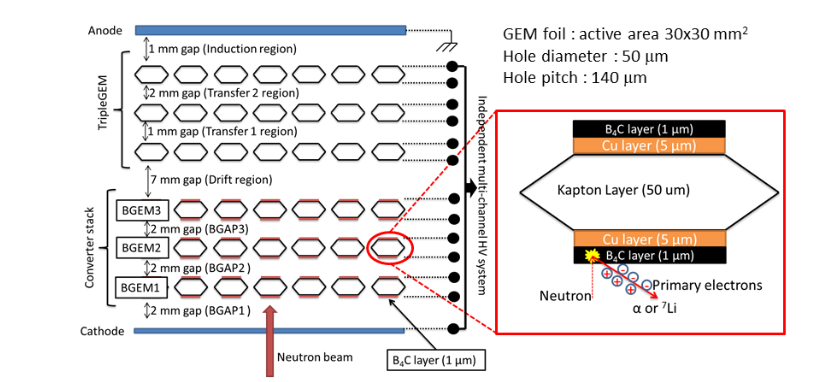 Anode
1 mm gap (Induction region)
2 mm gap (Transfer 2 region)
TripleGEM
1 mm gap (Transfer 1 region)
7 mm gap (Drift region)
Converter stack
BGEM3
2 mm gap (BGAP3)
BGEM2
2 mm gap (BGAP2)
BGEM1
2 mm gap (BGAP1)
Cathode
Neutron beam
B₄C layer (1 μm)
Independent multi-channel HV system
GEM foil : active area 30x30 mm²
Hole diameter : 50 μm
Hole pitch : 140 μm
B₄C layer (1 μm)
Cu layer (5 μm)
Kapton Layer (50 um)
Cu layer (5 μm)
B₄C layer (1 μm)
Primary electrons
Neutron
α or ⁷Li